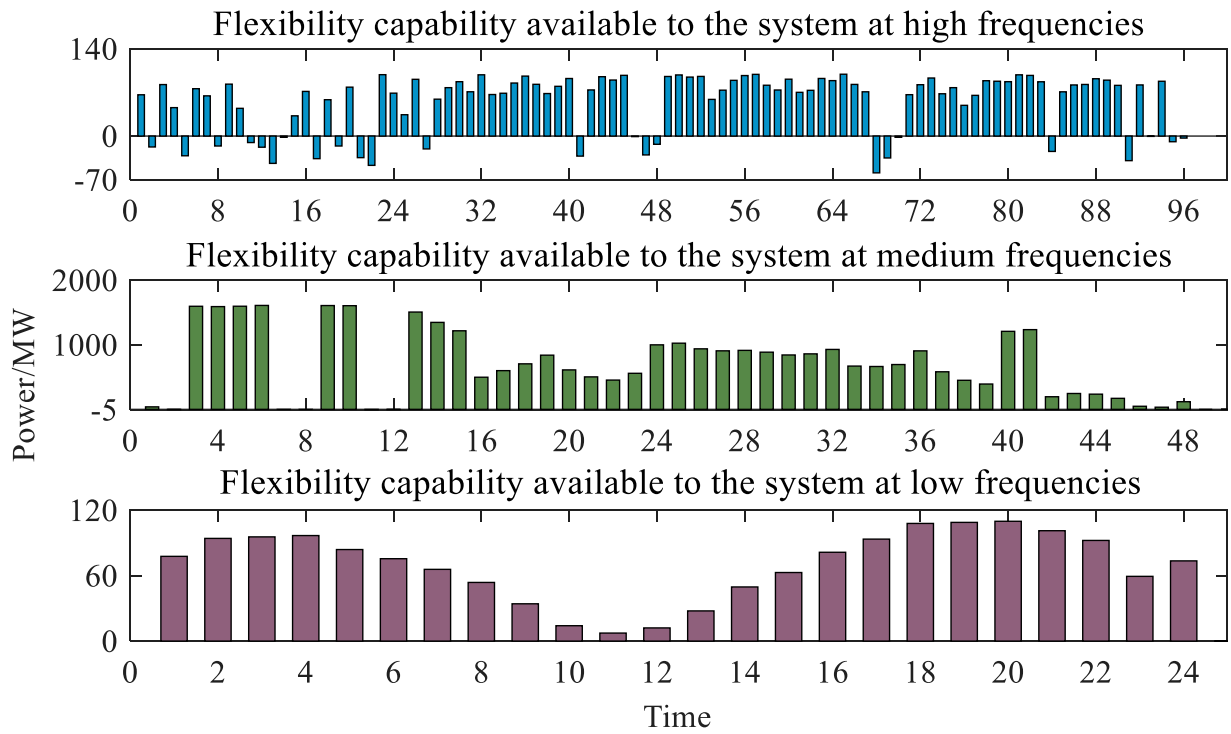 Flexibility capability available to the system at high frequencies
140
0
-70
0 8 16 24 32 40 48 56 64 72 80 88 96
Flexibility capability available to the system at medium frequencies
2000
1000
-5
0 4 8 12 16 20 24 28 32 36 40 44 48
Power/MW
Flexibility capability available to the system at low frequencies
120
60
0
0 2 4 6 8 10 12 14 16 18 20 22 24
Time